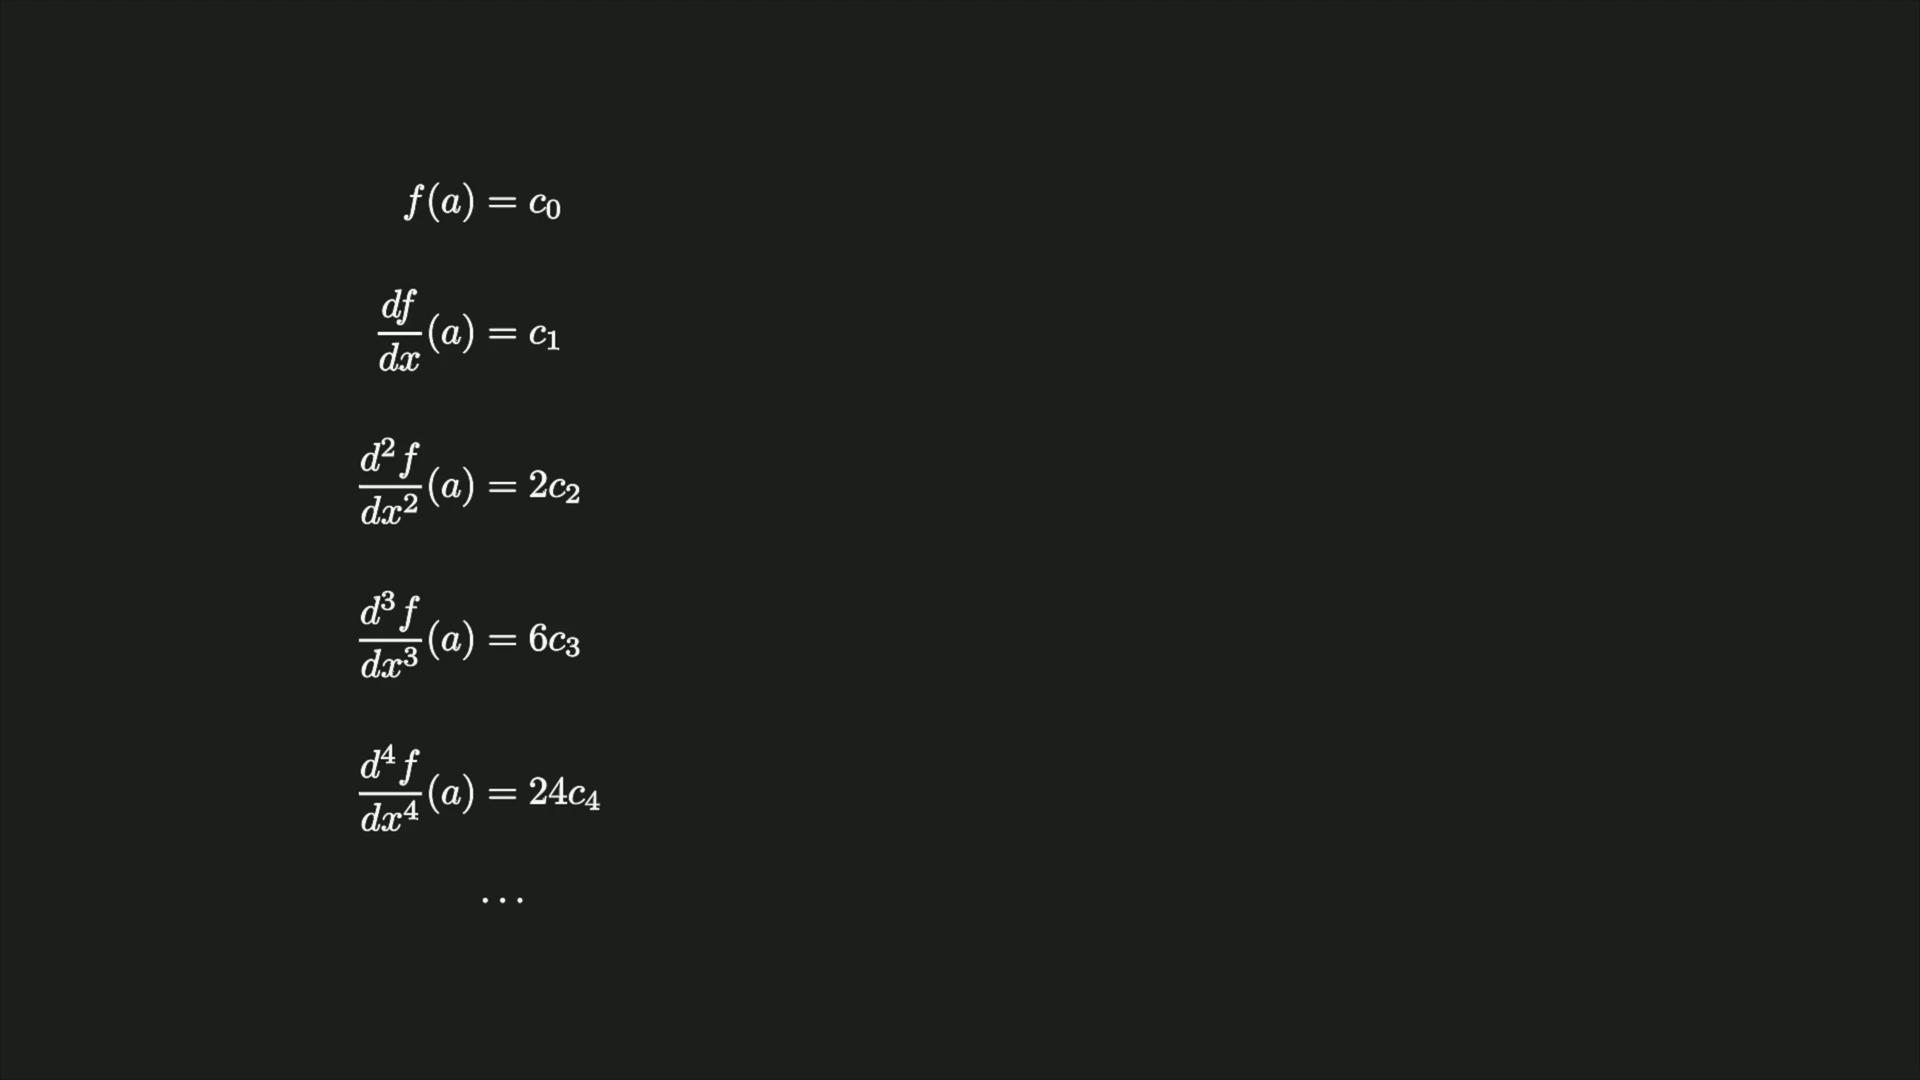 f(a) = c₀
df/dx (a) = c₁
d²f/dx² (a) = 2c₂
d³f/dx³ (a) = 6c₃
d⁴f/dx⁴ (a) = 24c₄
...